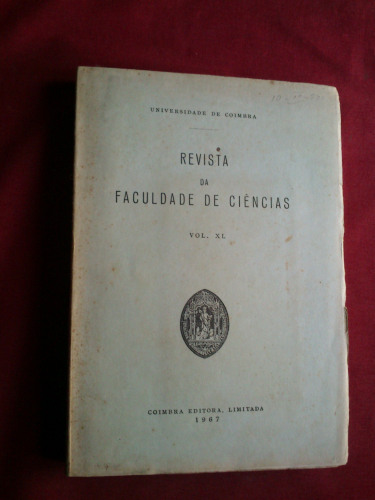 UNIVERSIDADE DE COIMBRA
REVISTA
DA
FACULDADE DE CIÊNCIAS
VOL. XL
COIMBRA EDITORA, LIMITADA
1967